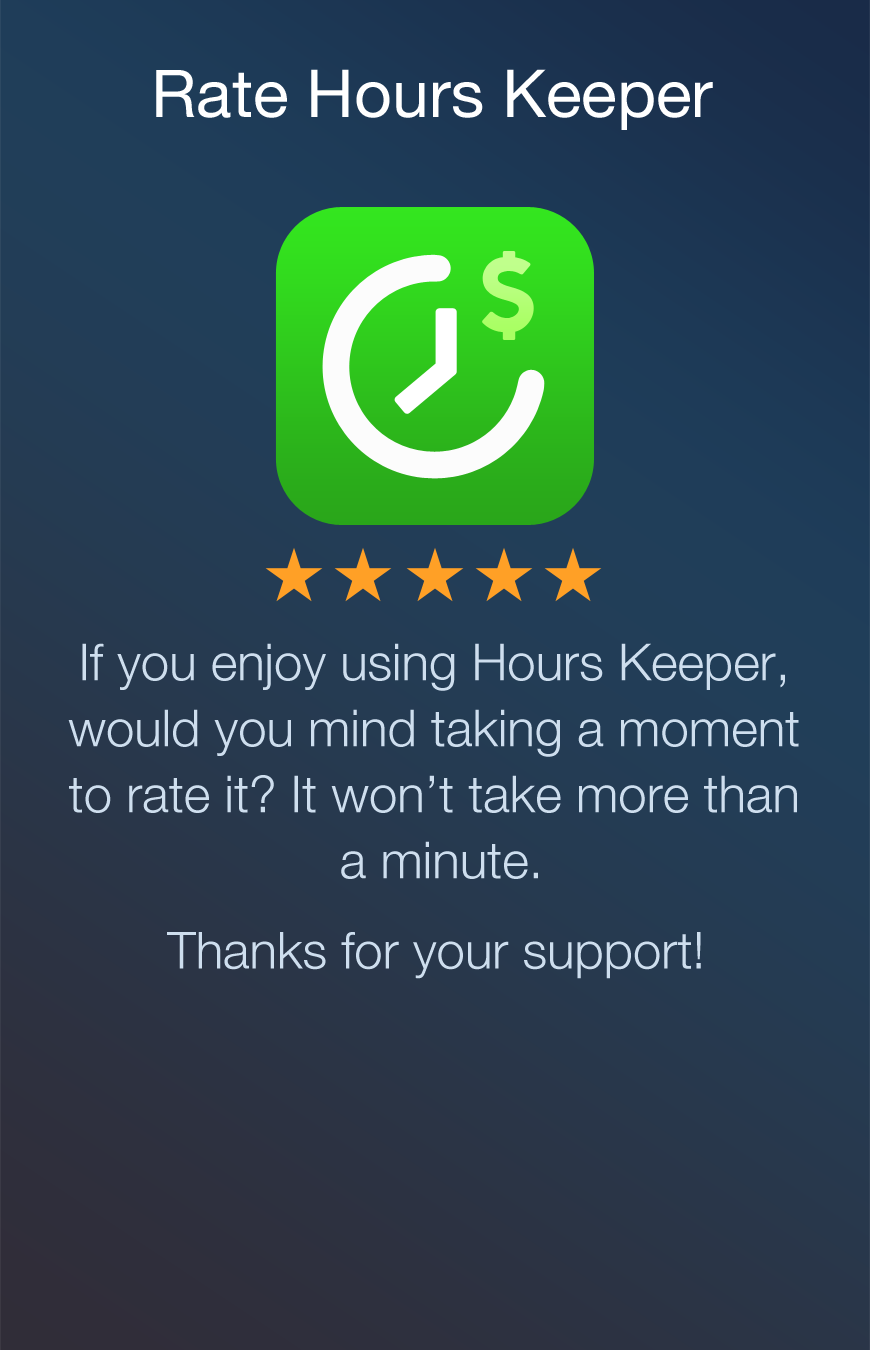 Rate Hours Keeper
$
If you enjoy using Hours Keeper,
would you mind taking a moment
to rate it? It won’t take more than
a minute.
Thanks for your support!